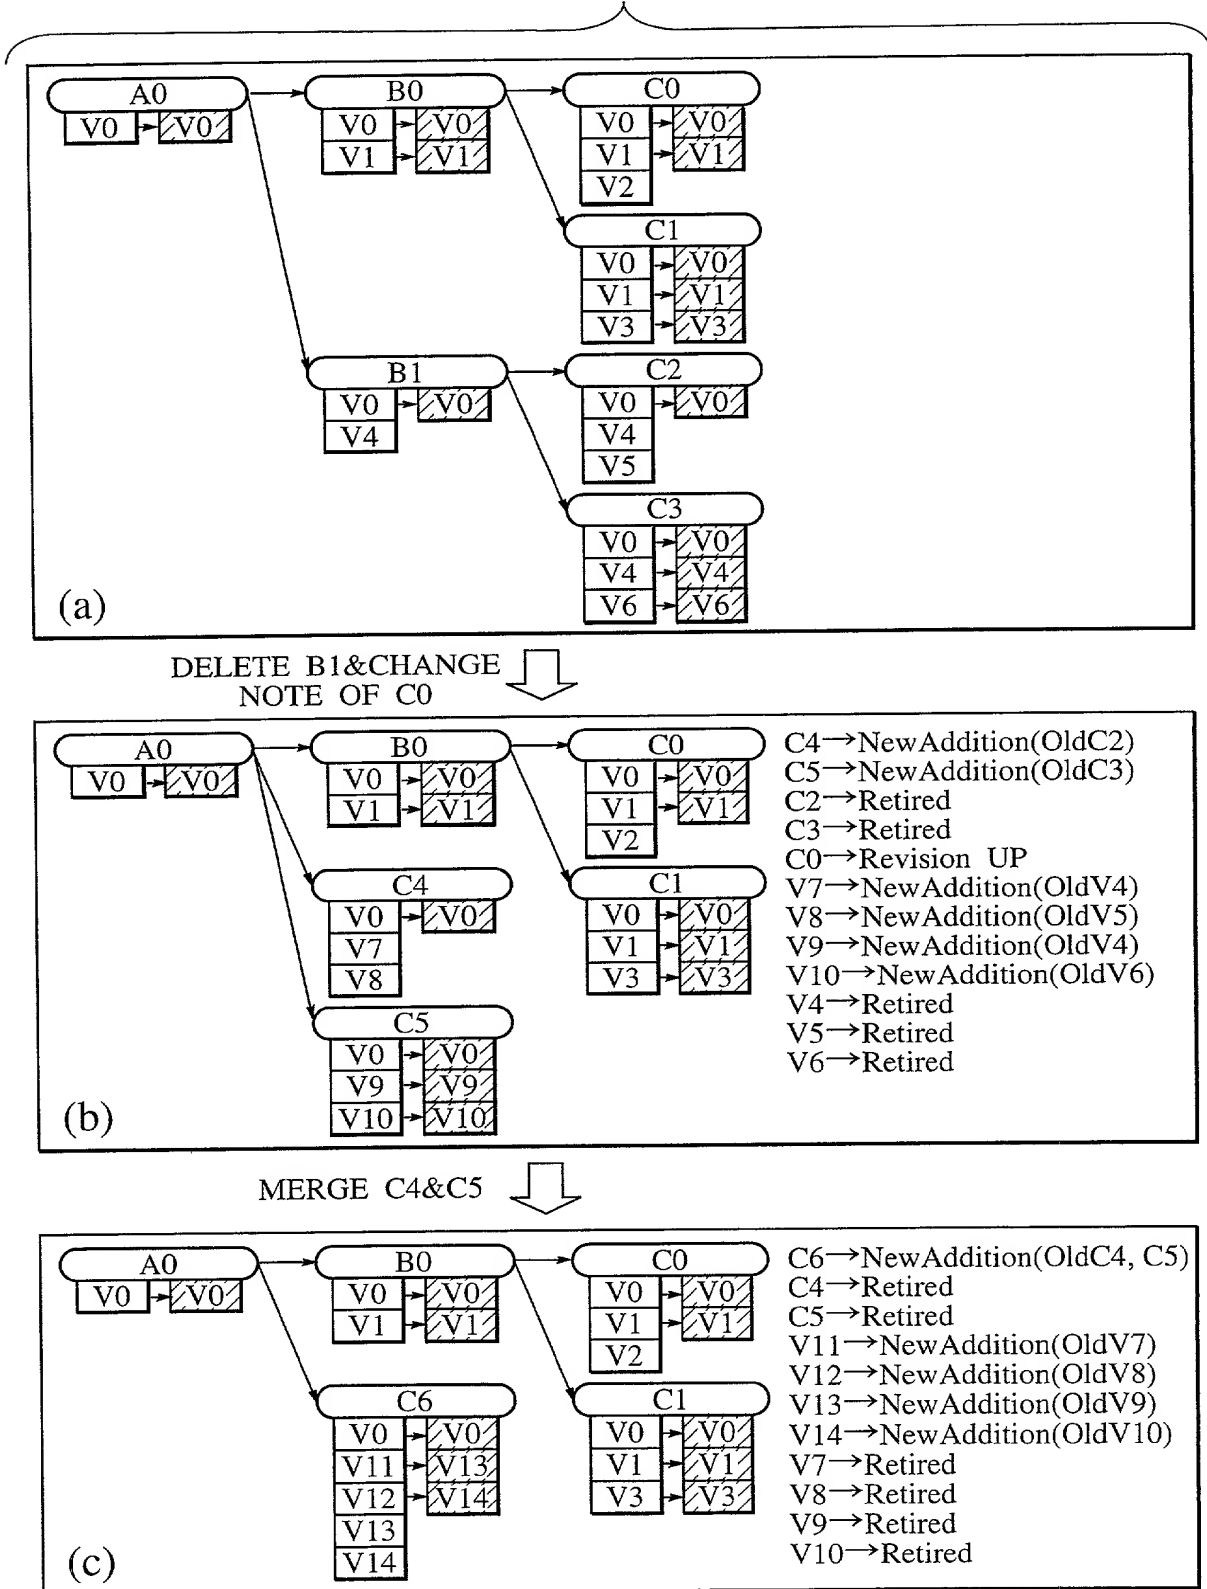 A0
V0 V0
B0
V0 V0
V1 V1
C0
V0 V0
V1 V1
V2
C1
V0 V0
V1 V1
V3 V3
B1
V0 V0
V4
C2
V0 V0
V4
V5
C3
V0 V0
V4 V4
V6 V6
(a)
DELETE B1&CHANGE
NOTE OF C0
A0
V0 V0
B0
V0 V0
V1 V1
C0
V0 V0
V1 V1
V2
C4
V0 V0
V7
V8
C1
V0 V0
V1 V1
V3 V3
C5
V0 V0
V9 V9
V10 V10
C4→NewAddition(OldC2)
C5→NewAddition(OldC3)
C2→Retired
C3→Retired
C0→Revision UP
V7→NewAddition(OldV4)
V8→NewAddition(OldV5)
V9→NewAddition(OldV4)
V10→NewAddition(OldV6)
V4→Retired
V5→Retired
V6→Retired
(b)
MERGE C4&C5
A0
V0 V0
B0
V0 V0
V1 V1
C0
V0 V0
V1 V1
V2
C6
V0 V0
V11 V13
V12 V14
V13
V14
C1
V0 V0
V1 V1
V3 V3
C6→NewAddition(OldC4, C5)
C4→Retired
C5→Retired
V11→NewAddition(OldV7)
V12→NewAddition(OldV8)
V13→NewAddition(OldV9)
V14→NewAddition(OldV10)
V7→Retired
V8→Retired
V9→Retired
V10→Retired
(c)